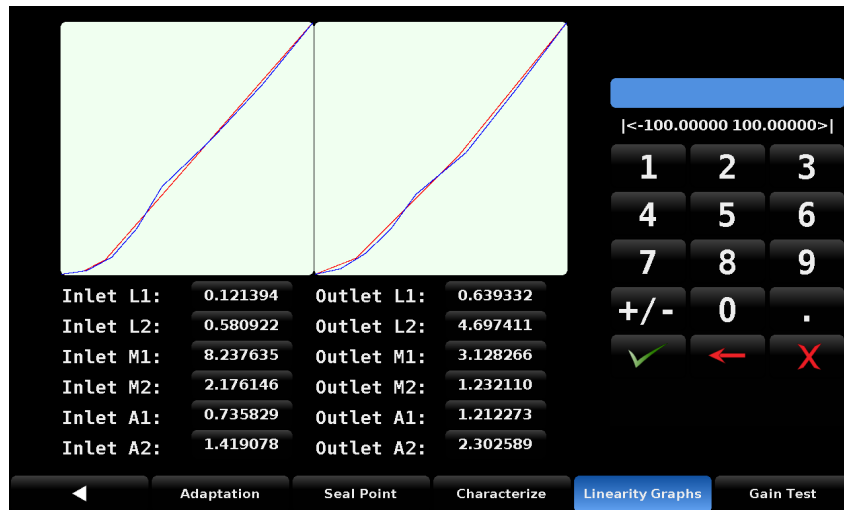 |<-100.00000 100.00000>|
1 2 3
4 5 6
7 8 9
+/- 0 .
X
Inlet L1: 0.121394 Outlet L1: 0.639332
Inlet L2: 0.580922 Outlet L2: 4.697411
Inlet M1: 8.237635 Outlet M1: 3.128266
Inlet M2: 2.176146 Outlet M2: 1.232110
Inlet A1: 0.735829 Outlet A1: 1.212273
Inlet A2: 1.419078 Outlet A2: 2.302589
Adaptation Seal Point Characterize Linearity Graphs Gain Test